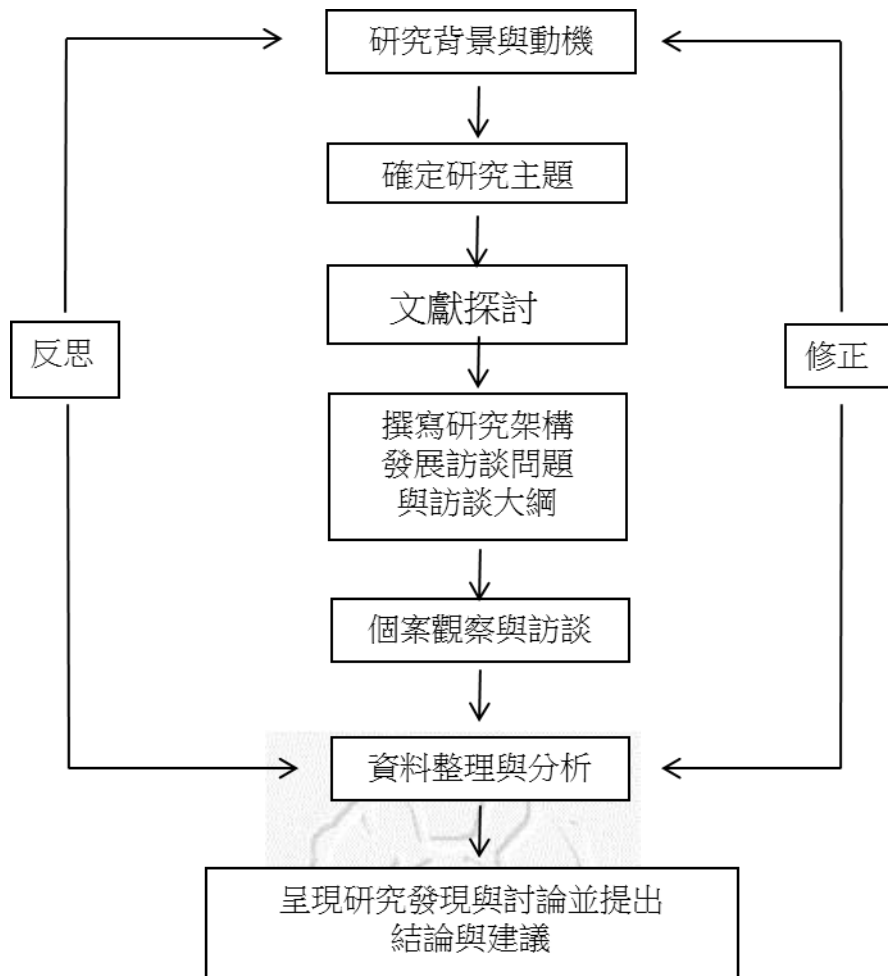 研究背景與動機
確定研究主題
文獻探討
反思
修正
撰寫研究架構
發展訪談問題
與訪談大綱
個案觀察與訪談
資料整理與分析
呈現研究發現與討論並提出
結論與建議